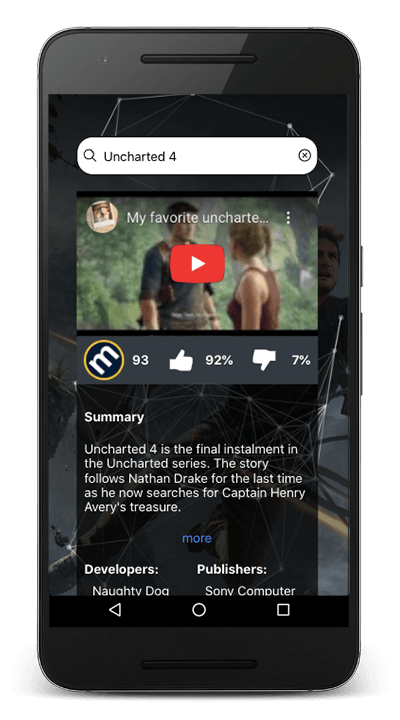 Uncharted 4
My favorite uncharte...
93 92% 7%
Summary
Uncharted 4 is the final instalment in
the Uncharted series. The story
follows Nathan Drake for the last time
as he now searches for Captain Henry
Avery's treasure.
more
Developers: Publishers:
Naughty Dog Sony Computer